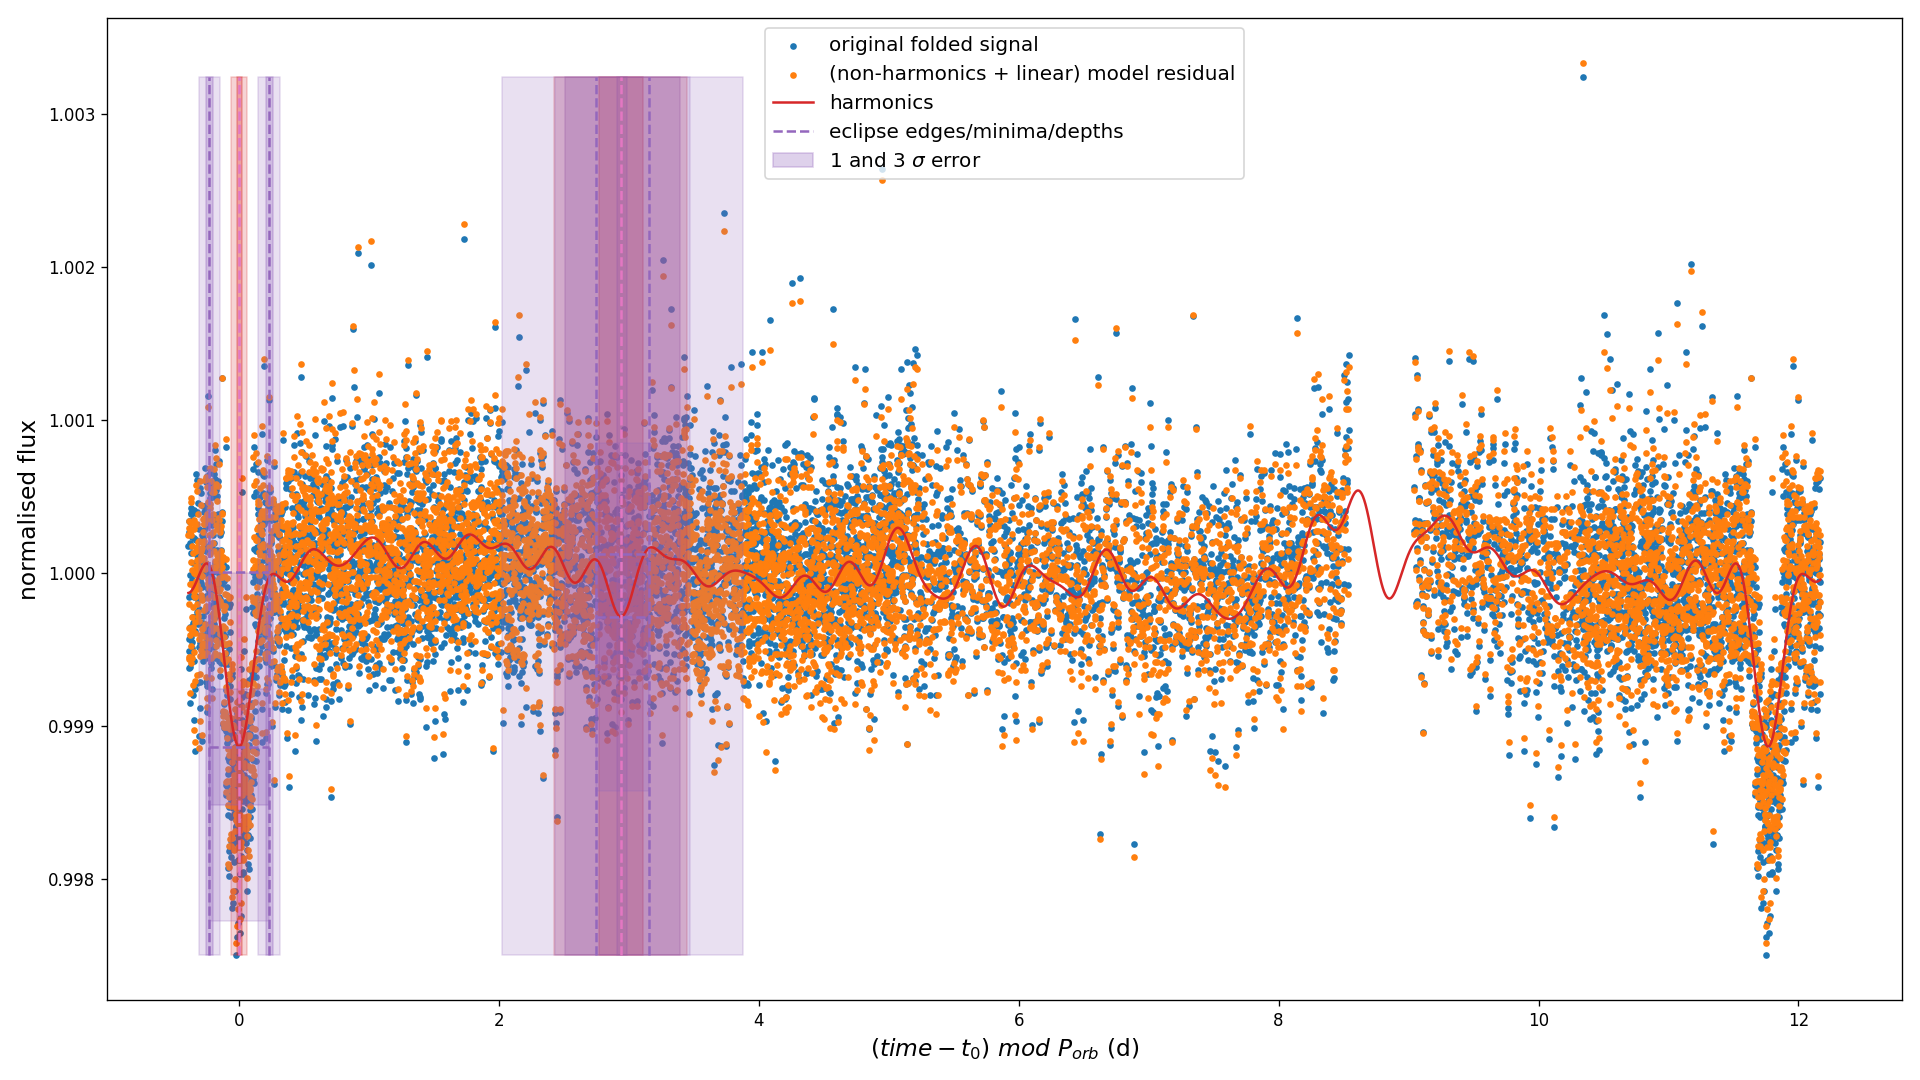 original folded signal
(non-harmonics + linear) model residual
harmonics
eclipse edges/minima/depths
1 and 3 σ error
normalised flux
1.003
1.002
1.001
1.000
0.999
0.998
0 2 4 6 8 10 12
(time − t₀) mod Pₒᵣb (d)